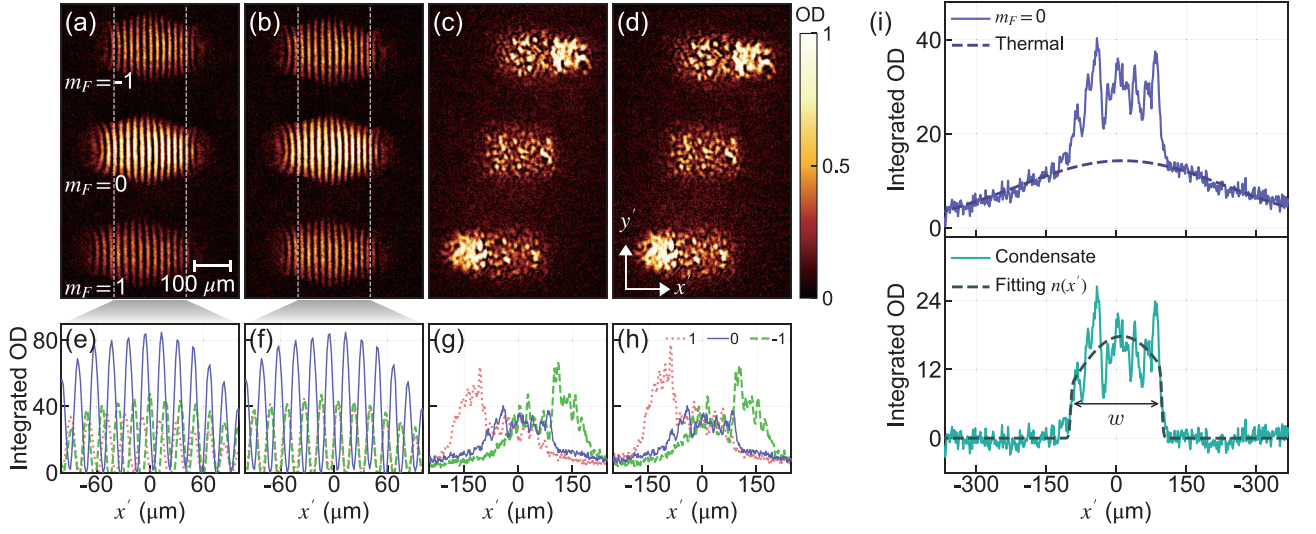 (a)
(b)
(c)
(d)
m_F = -1
m_F = 0
m_F = 1
100 μm
y′
x′
OD
1
0.5
0
(e)
(f)
(g)
(h)
1 0 -1
Integrated OD
80
40
0
-60 0 60
-60 0 60
-150 0 150
-150 0 150
x′ (μm)
x′ (μm)
x′ (μm)
x′ (μm)
(i)
m_F = 0
Thermal
Integrated OD
40
20
0
Condensate
Fitting n(x′)
w
Integrated OD
24
12
0
-300 -150 0 150 -300
x′ (μm)